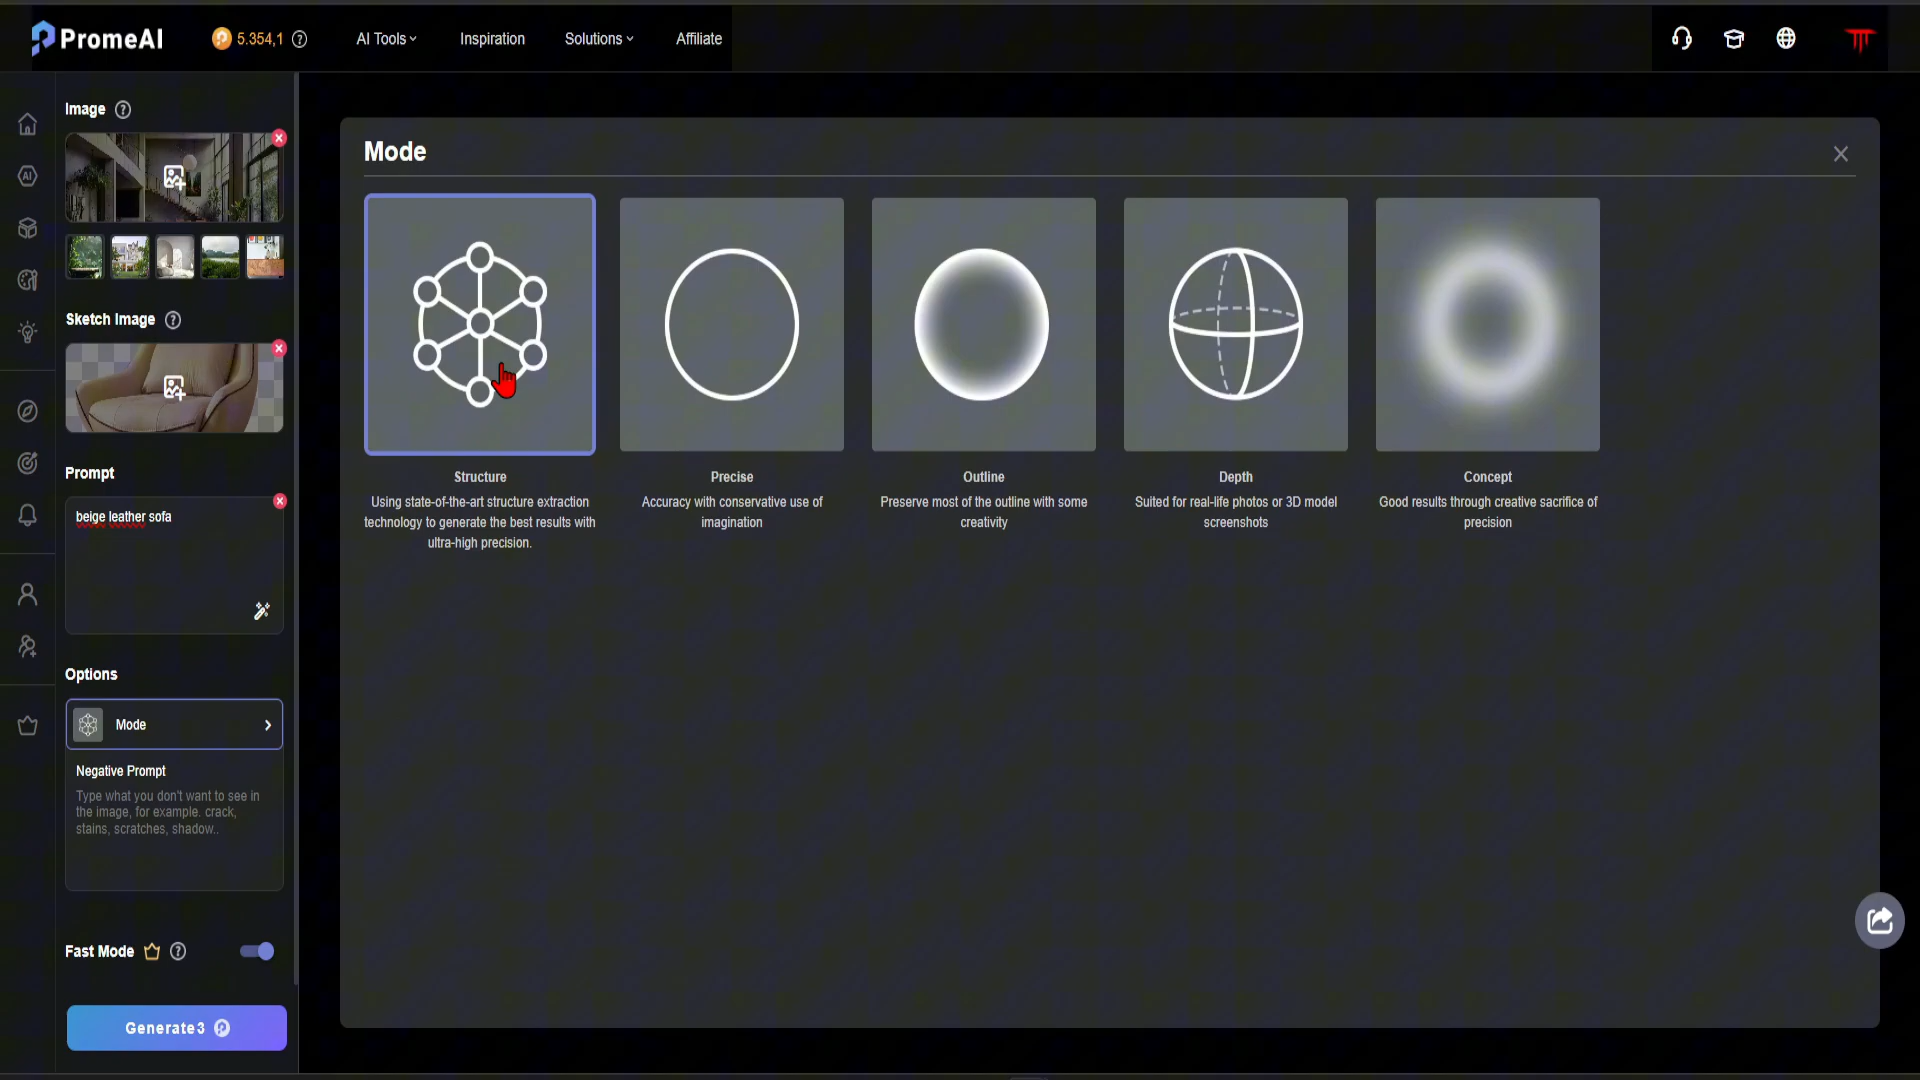 PromeAI
5.354,1
AI Tools
Inspiration
Solutions
Affiliate
Image
Sketch Image
Prompt
beige leather sofa
Options
Mode
Negative Prompt
Type what you don't want to see in
the image, for example. crack,
stains, scratches, shadow..
Fast Mode
Generate3
Mode
Structure
Using state-of-the-art structure extraction
technology to generate the best results with
ultra-high precision.
Precise
Accuracy with conservative use of
imagination
Outline
Preserve most of the outline with some
creativity
Depth
Suited for real-life photos or 3D model
screenshots
Concept
Good results through creative sacrifice of
precision